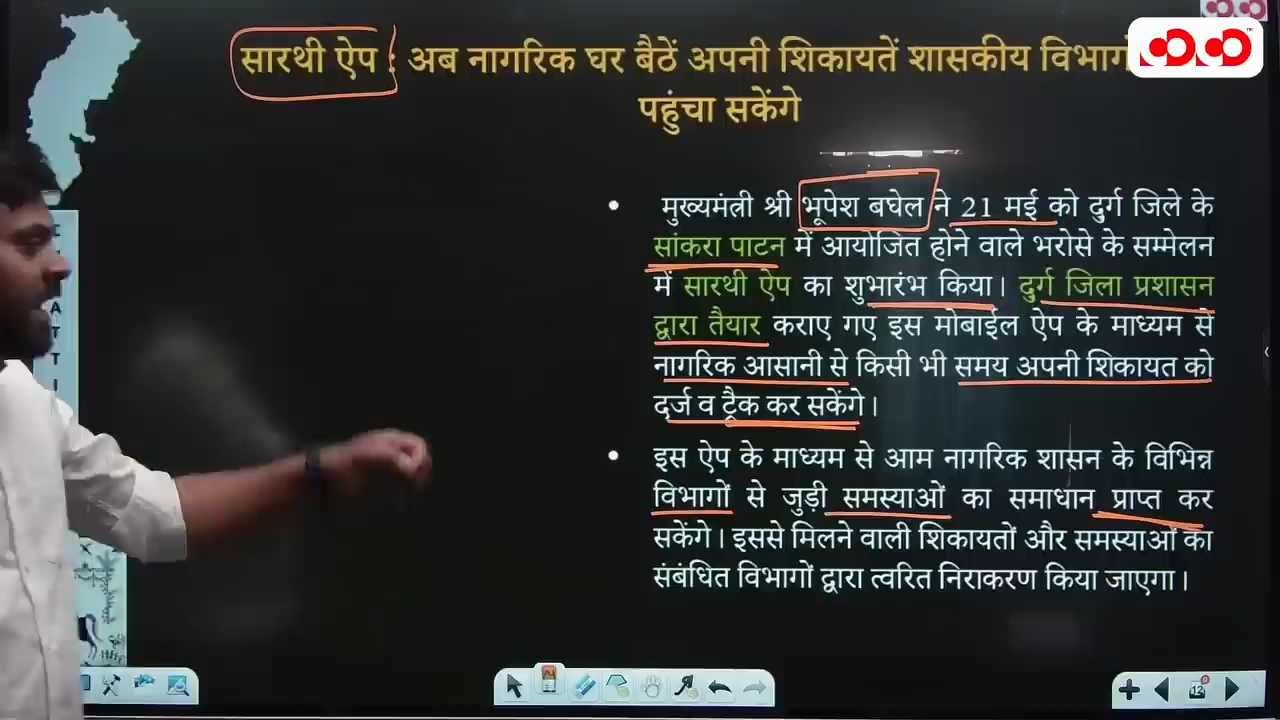 सारथी ऐप : अब नागरिक घर बैठें अपनी शिकायतें शासकीय
पहुंचा सकेंगे
मुख्यमंत्री श्री भूपेश बघेल ने 21 मई को दुर्ग जिले के
सांकरा पाटन में आयोजित होने वाले भरोसे के सम्मेलन
में सारथी ऐप का शुभारंभ किया। दुर्ग जिला प्रशासन
द्वारा तैयार कराए गए इस मोबाईल ऐप के माध्यम से
नागरिक आसानी से किसी भी समय अपनी शिकायत को
दर्ज व ट्रैक कर सकेंगे।
इस ऐप के माध्यम से आम नागरिक शासन के विभिन्न
विभागों से जुड़ी समस्याओं का समाधान प्राप्त कर
सकेंगे। इससे मिलने वाली शिकायतों और समस्याओं का
संबंधित विभागों द्वारा त्वरित निराकरण किया जाएगा।
12